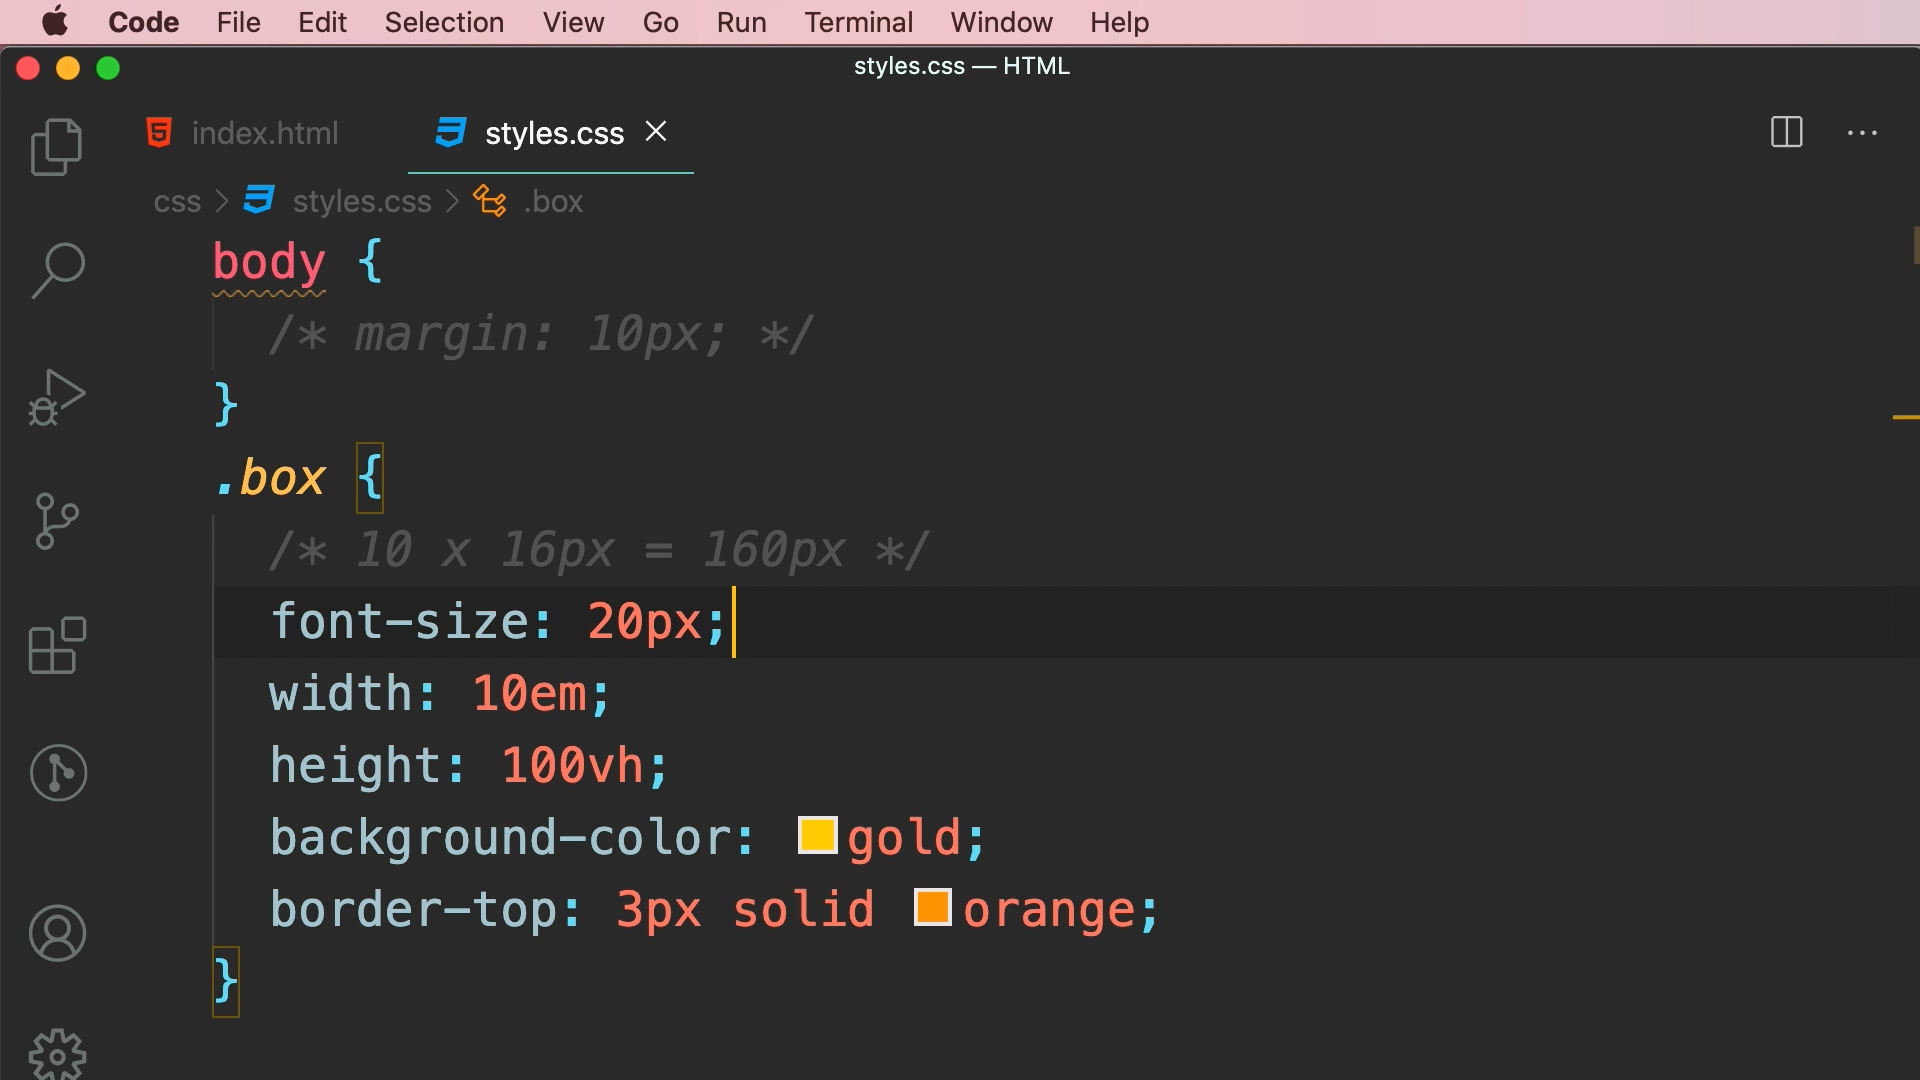 Code File Edit Selection View Go Run Terminal Window Help
styles.css — HTML
index.html styles.css
css > styles.css > .box
body {
/* margin: 10px; */
}
.box {
/* 10 x 16px = 160px */
font-size: 20px;
width: 10em;
height: 100vh;
background-color: gold;
border-top: 3px solid orange;
}